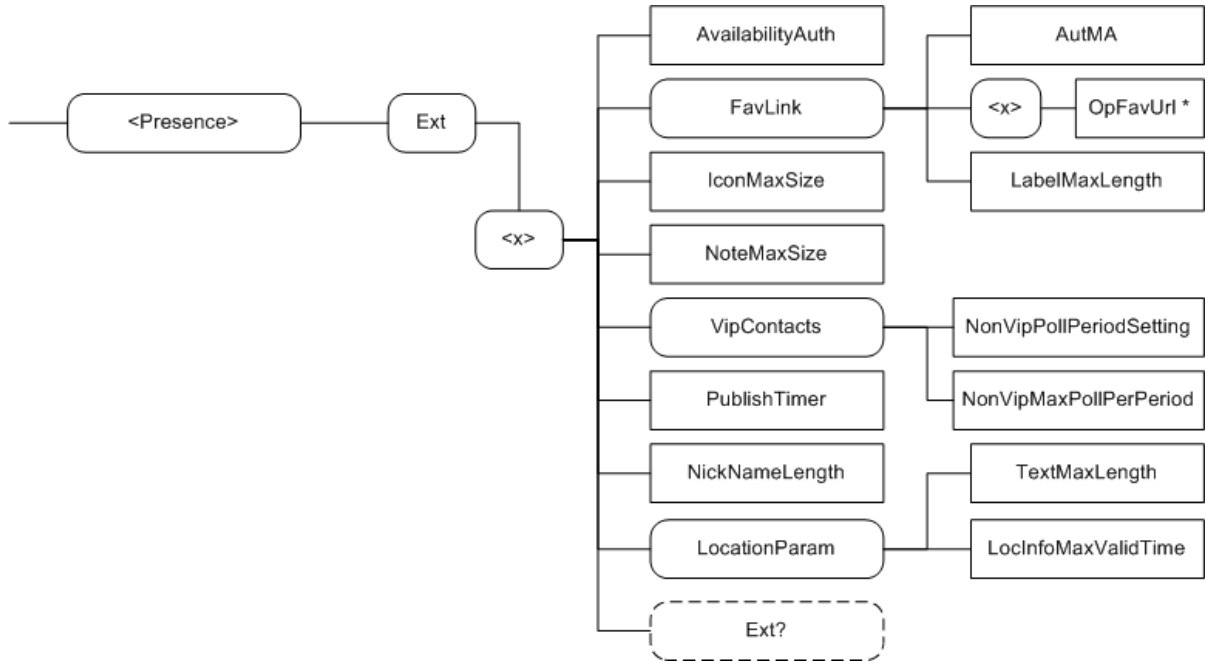 <Presence>
Ext
<x>
AvailabilityAuth
FavLink
IconMaxSize
NoteMaxSize
VipContacts
PublishTimer
NickNameLength
LocationParam
Ext?
AutMA
<x>
OpFavUrl *
LabelMaxLength
NonVipPollPeriodSetting
NonVipMaxPollPerPeriod
TextMaxLength
LocInfoMaxValidTime